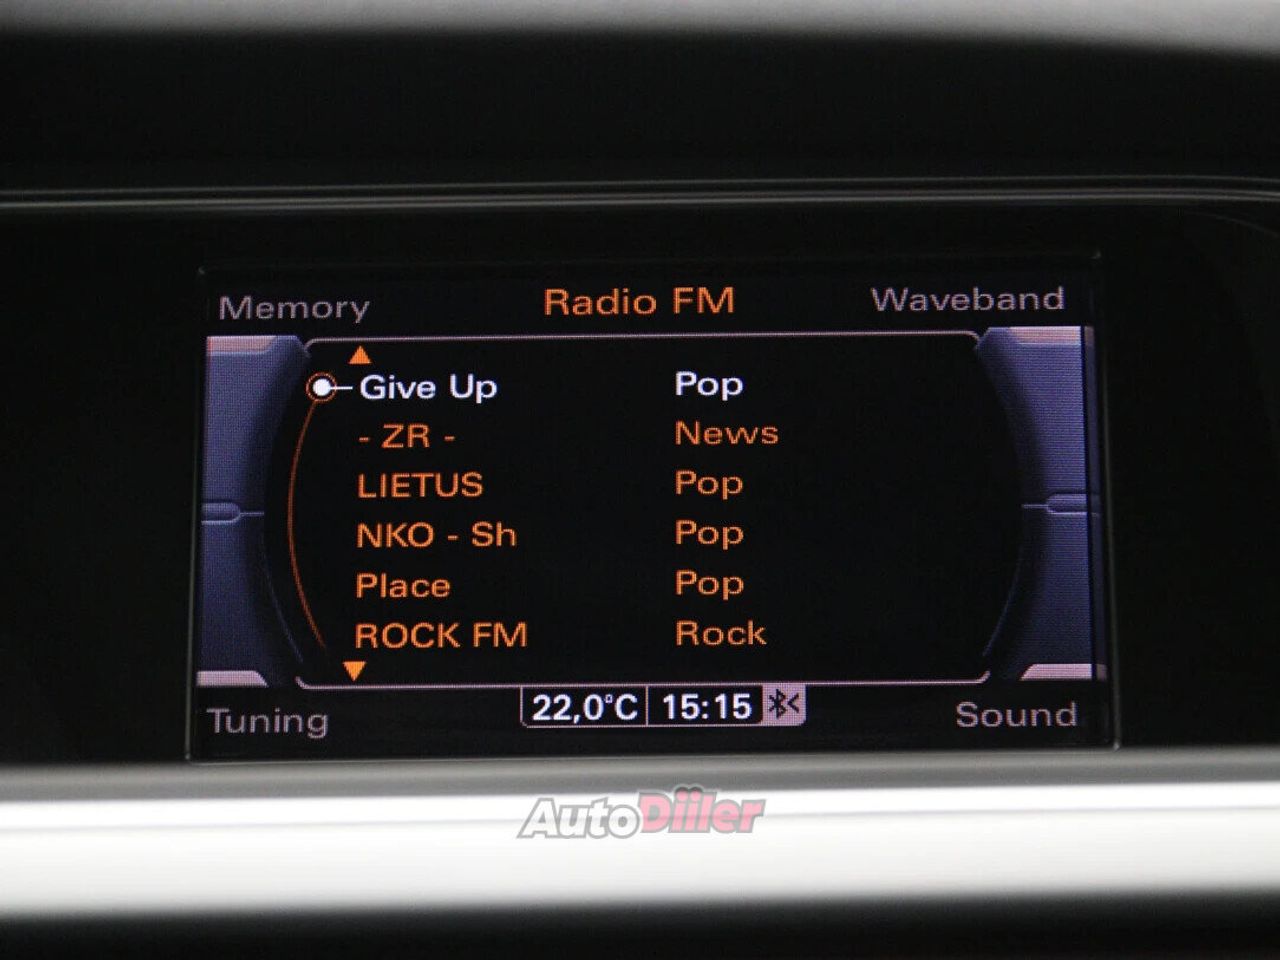 Memory Radio FM Waveband
Give Up Pop
- ZR - News
LIETUS Pop
NKO - Sh Pop
Place Pop
ROCK FM Rock
22,0°C 15:15
Tuning Sound
AutoDiiler